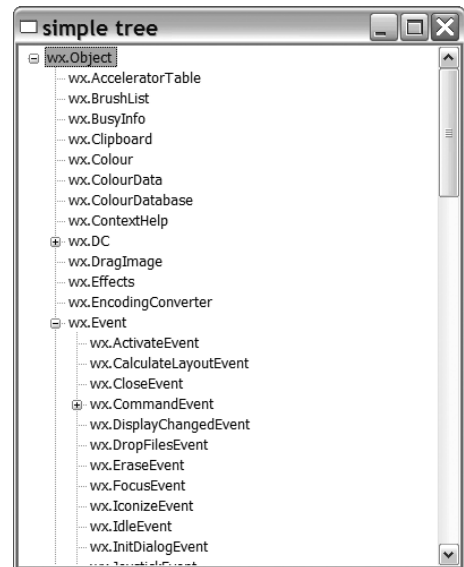 simple tree
wx.Object
wx.AcceleratorTable
wx.BrushList
wx.BusyInfo
wx.Clipboard
wx.Colour
wx.ColourData
wx.ColourDatabase
wx.ContextHelp
wx.DC
wx.DragImage
wx.Effects
wx.EncodingConverter
wx.Event
wx.ActivateEvent
wx.CalculateLayoutEvent
wx.CloseEvent
wx.CommandEvent
wx.DisplayChangedEvent
wx.DropFilesEvent
wx.EraseEvent
wx.FocusEvent
wx.IconizeEvent
wx.IdleEvent
wx.InitDialogEvent